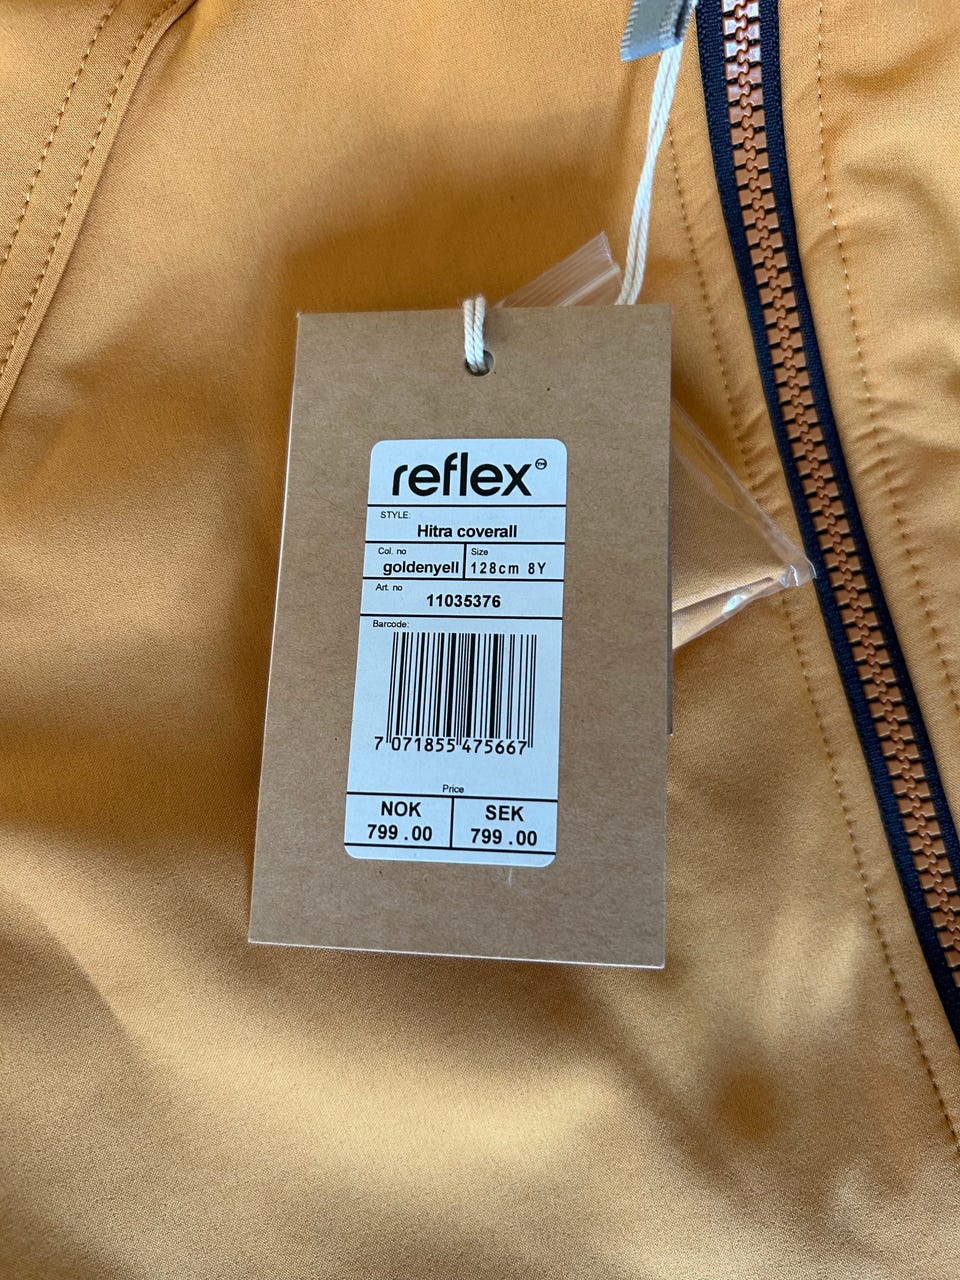 reflex™
STYLE:
Hitra coverall
Col. no
goldenyell
Size
128cm 8Y
Art. no
11035376
Barcode:
7 071855 475667
Price
NOK
799.00
SEK
799.00